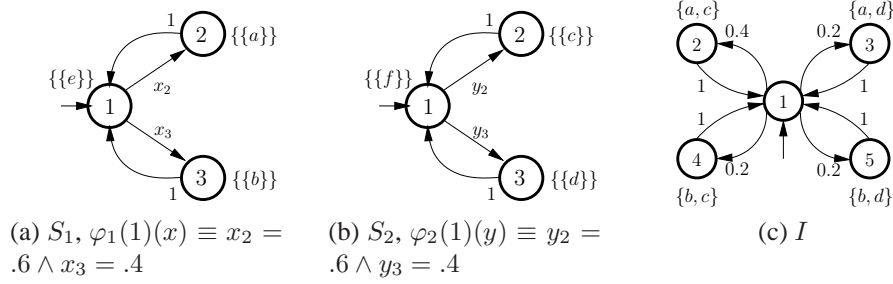 1
2
{{a}}
{{e}}
1
x₂
x₃
3
{{b}}
1
(a) S₁, φ₁(1)(x) ≡ x₂ =
.6 ∧ x₃ = .4
1
2
{{c}}
{{f}}
1
y₂
y₃
3
{{d}}
1
(b) S₂, φ₂(1)(y) ≡ y₂ =
.6 ∧ y₃ = .4
{a, c}
{a, d}
2
0.4
0.2
3
1
1
1
1
1
4
0.2
0.2
5
{b, c}
{b, d}
(c) I